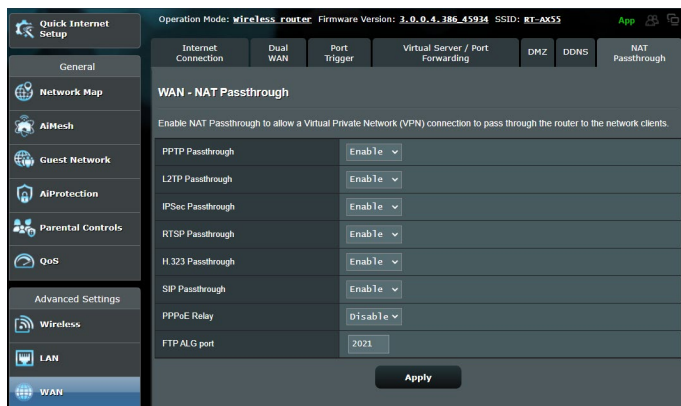 Quick Internet
Setup
Operation Mode: Wireless router Firmware Version: 3.0.0.4.386_45934 SSID: RT-AX55 App
Internet
Connection
Dual
WAN
Port
Trigger
Virtual Server / Port
Forwarding
DMZ
DDNS
NAT
Passthrough
General
Network Map
AiMesh
Guest Network
AiProtection
Parental Controls
QoS
Advanced Settings
Wireless
LAN
WAN
WAN - NAT Passthrough
Enable NAT Passthrough to allow a Virtual Private Network (VPN) connection to pass through the router to the network clients.
PPTP Passthrough Enable
L2TP Passthrough Enable
IPSec Passthrough Enable
RTSP Passthrough Enable
H.323 Passthrough Enable
SIP Passthrough Enable
PPPoE Relay Disable
FTP ALG port 2021
Apply